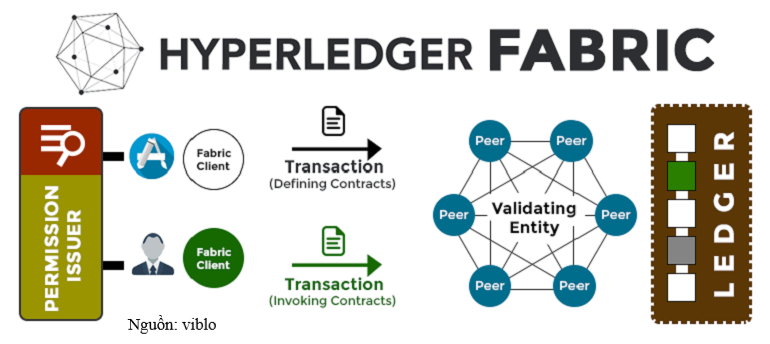 HYPERLEDGER FABRIC
PERMISSION
ISSUER
Fabric
Client
Transaction
(Defining Contracts)
Fabric
Client
Transaction
(Invoking Contracts)
Peer
Peer
Peer
Validating
Entity
Peer
Peer
Peer
LEDGER
Nguồn: viblo